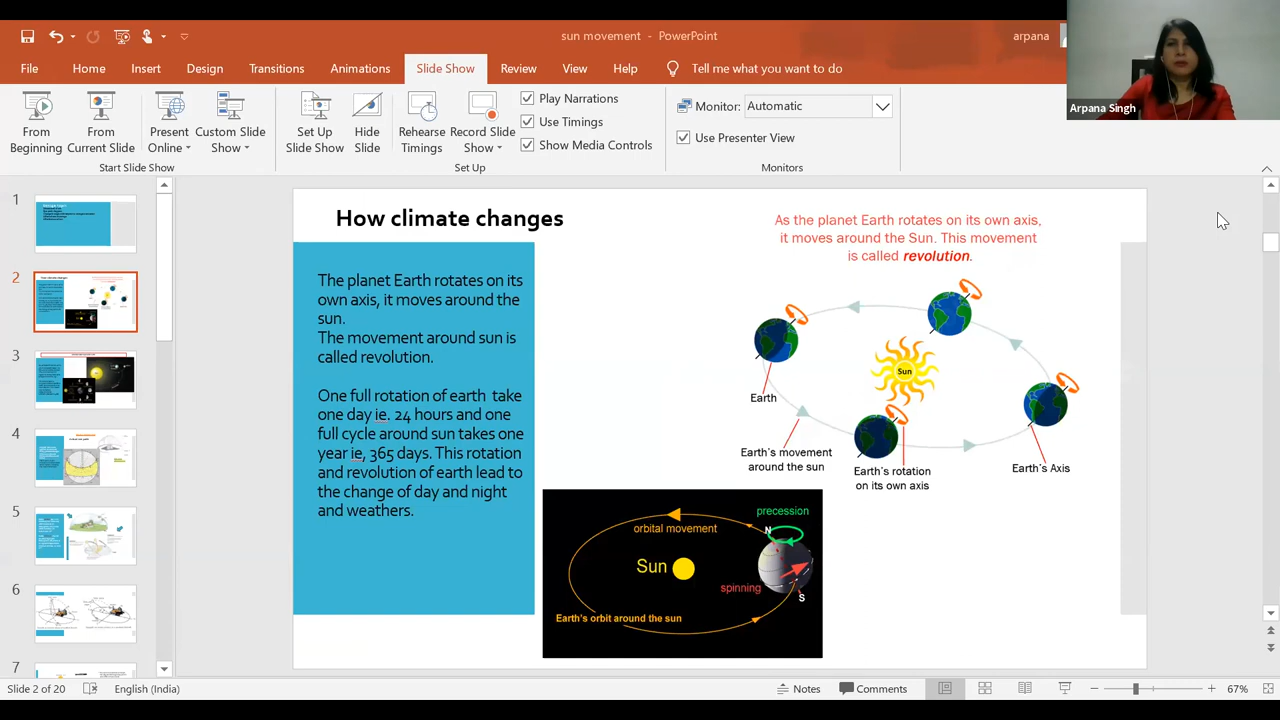 sun movement - PowerPoint
arpana
File
Home
Insert
Design
Transitions
Animations
Slide Show
Review
View
Help
Tell me what you want to do
Arpana Singh
From Beginning
From Current Slide
Present Online
Custom Slide Show
Set Up Slide Show
Hide Slide
Rehearse Timings
Record Slide Show
Play Narrations
Use Timings
Show Media Controls
Monitor: Automatic
Use Presenter View
Start Slide Show
Set Up
Monitors
1
2
3
4
5
6
7
How climate changes
The planet Earth rotates on its
own axis, it moves around the
sun.
The movement around sun is
called revolution.
One full rotation of earth take
one day ie. 24 hours and one
full cycle around sun takes one
year ie, 365 days. This rotation
and revolution of earth lead to
the change of day and night
and weathers.
As the planet Earth rotates on its own axis,
it moves around the Sun. This movement
is called revolution.
Sun
Earth
Earth's movement
around the sun
Earth's rotation
on its own axis
Earth's Axis
precession
orbital movement
N
Sun
spinning
S
Earth's orbit around the sun
Slide 2 of 20
English (India)
Notes
Comments
67%